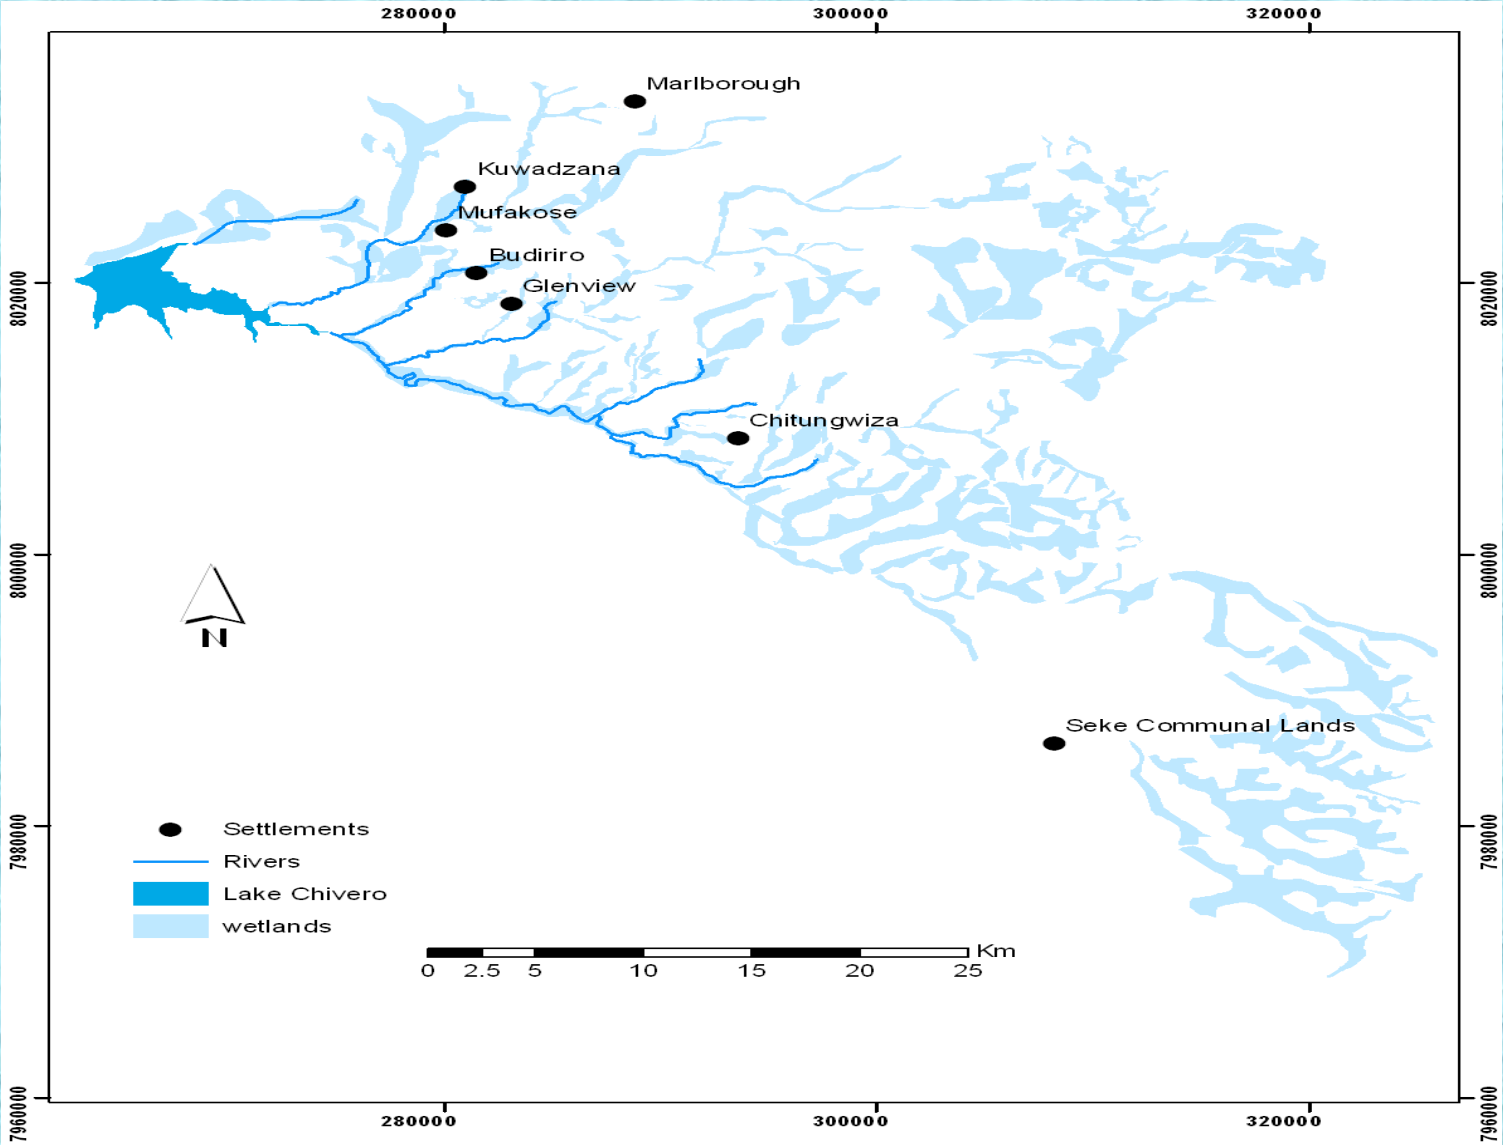 280000 300000 320000
Marlborough
Kuwadzana
Mufakose
Budiriro
Glenview
8020000 8020000
Chitungwiza
8000000 8000000
N
Seke Communal Lands
7980000 7980000
Settlements
Rivers
Lake Chivero
wetlands
Km
0 2.5 5 10 15 20 25
7960000 7960000
280000 300000 320000